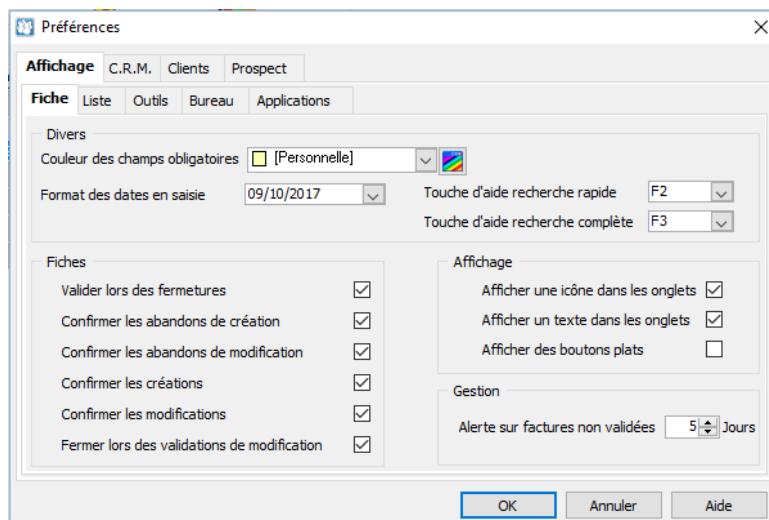 Préférences
Affichage C.R.M. Clients Prospect
Fiche Liste Outils Bureau Applications
Divers
Couleur des champs obligatoires [Personnelle]
Format des dates en saisie 09/10/2017 Touche d'aide recherche rapide F2
Touche d'aide recherche complète F3
Fiches
Valider lors des fermetures
Confirmer les abandons de création
Confirmer les abandons de modification
Confirmer les créations
Confirmer les modifications
Fermer lors des validations de modification
Affichage
Afficher une icône dans les onglets
Afficher un texte dans les onglets
Afficher des boutons plats
Gestion
Alerte sur factures non validées 5 Jours
OK Annuler Aide